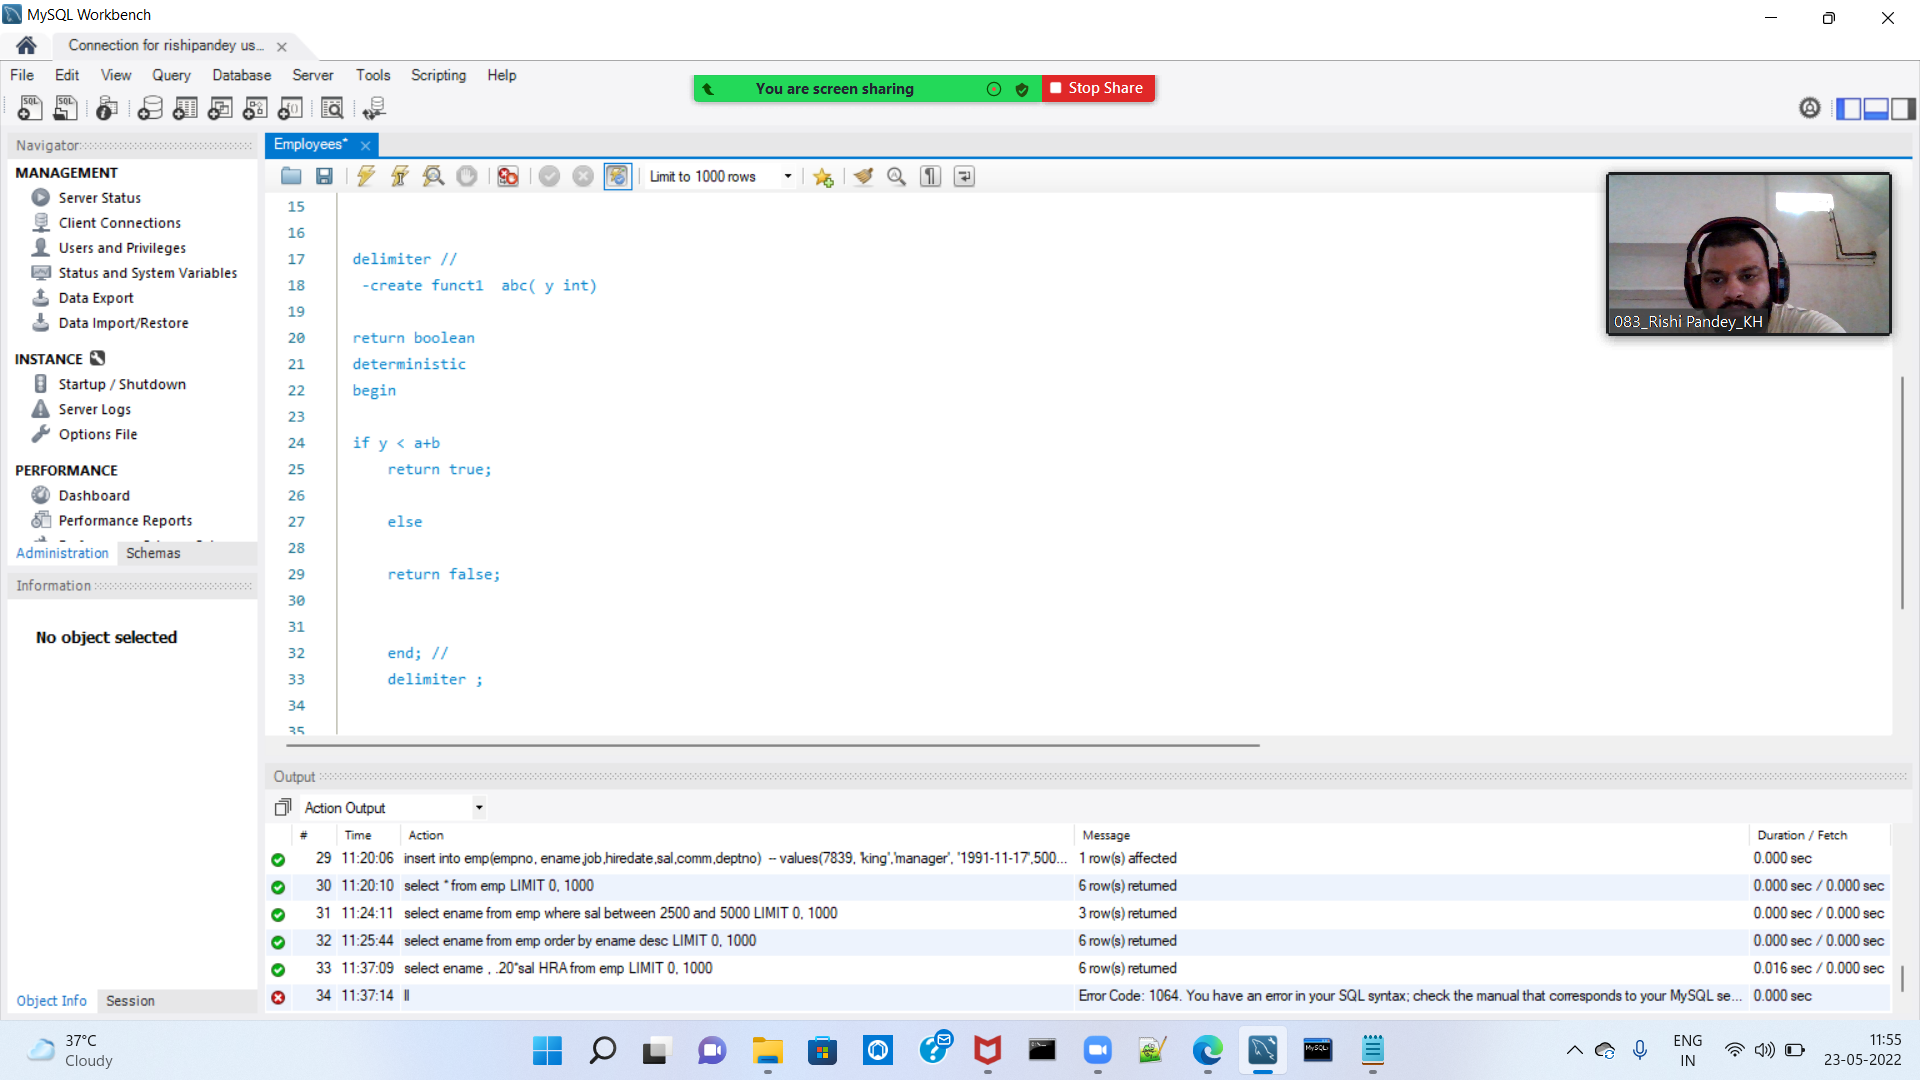 MySQL Workbench
Connection for rishipandey us...
File Edit View Query Database Server Tools Scripting Help
You are screen sharing
Stop Share
Navigator
MANAGEMENT
Server Status
Client Connections
Users and Privileges
Status and System Variables
Data Export
Data Import/Restore
INSTANCE
Startup / Shutdown
Server Logs
Options File
PERFORMANCE
Dashboard
Performance Reports
Administration Schemas
Information
No object selected
Object Info Session
Employees*
Limit to 1000 rows
15
16
17 delimiter //
18 -create funct1 abc( y int)
19
20 return boolean
21 deterministic
22 begin
23
24 if y < a+b
25 return true;
26
27 else
28
29 return false;
30
31
32 end; //
33 delimiter ;
34
35
083_Rishi Pandey_KH
Output
Action Output
# Time Action Message Duration / Fetch
29 11:20:06 insert into emp(empno, ename,job,hiredate,sal,comm,deptno) -- values(7839, 'king','manager', '1991-11-17',500... 1 row(s) affected 0.000 sec
30 11:20:10 select * from emp LIMIT 0, 1000 6 row(s) returned 0.000 sec / 0.000 sec
31 11:24:11 select ename from emp where sal between 2500 and 5000 LIMIT 0, 1000 3 row(s) returned 0.000 sec / 0.000 sec
32 11:25:44 select ename from emp order by ename desc LIMIT 0, 1000 6 row(s) returned 0.000 sec / 0.000 sec
33 11:37:09 select ename , .20*sal HRA from emp LIMIT 0, 1000 6 row(s) returned 0.016 sec / 0.000 sec
34 11:37:14 ll Error Code: 1064. You have an error in your SQL syntax; check the manual that corresponds to your MySQL se... 0.000 sec
37°C
Cloudy
ENG
IN
11:55
23-05-2022